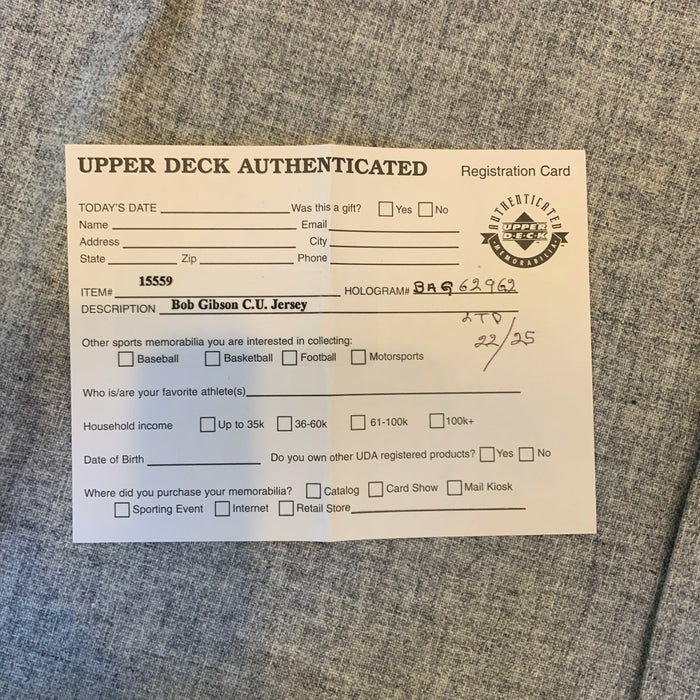 UPPER DECK AUTHENTICATED Registration Card
TODAY'S DATE Was this a gift? Yes No
Name Email
Address City
State Zip Phone
AUTHENTICATED
UPPER
DECK
MEMORABILIA
ITEM# 15559 HOLOGRAM# BAG 62962
DESCRIPTION Bob Gibson C.U. Jersey
LTD
22/25
Other sports memorabilia you are interested in collecting:
Baseball Basketball Football Motorsports
Who is/are your favorite athlete(s)
Household income Up to 35k 36-60k 61-100k 100k+
Date of Birth Do you own other UDA registered products? Yes No
Where did you purchase your memorabilia? Catalog Card Show Mail Kiosk
Sporting Event Internet Retail Store